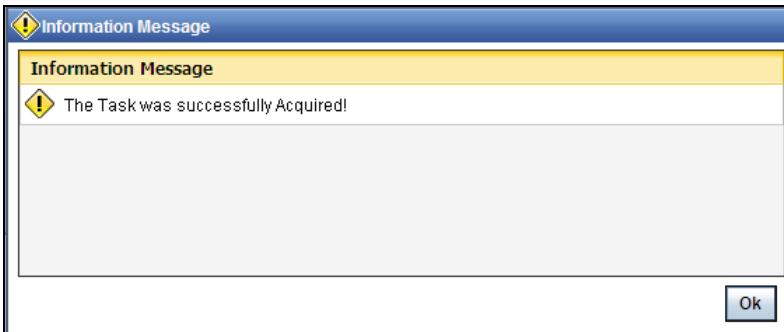 Information Message
Information Message
The Task was successfully Acquired!
Ok